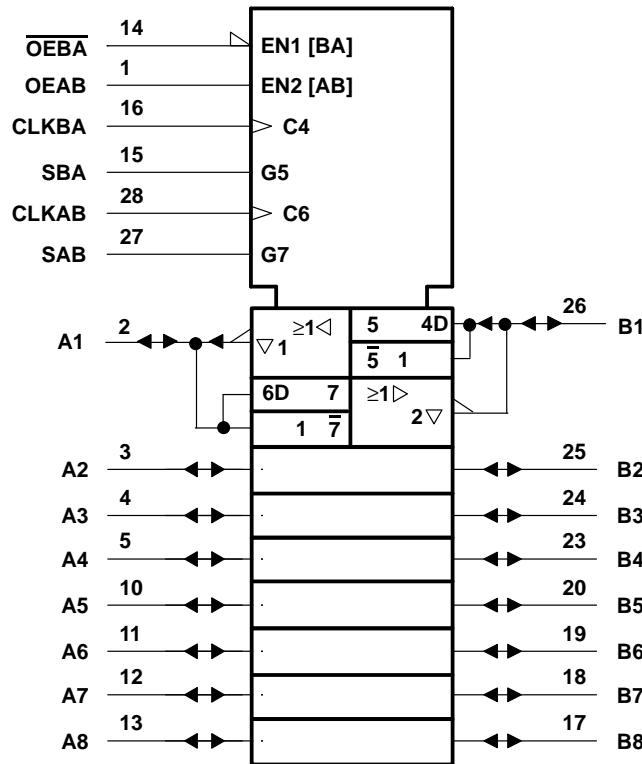 14
O̅E̅B̅A̅ EN1 [BA]
1
OEAB EN2 [AB]
16
CLKBA C4
15
SBA G5
28
CLKAB C6
27
SAB G7
A1 2 ≥1◁ 5 4D 26 B1
▽1 5̅ 1
6D 7 ≥1▷
1 7̅ 2▽
3 25
A2 B2
4 24
A3 B3
5 23
A4 B4
10 20
A5 B5
11 19
A6 B6
12 18
A7 B7
13 17
A8 B8